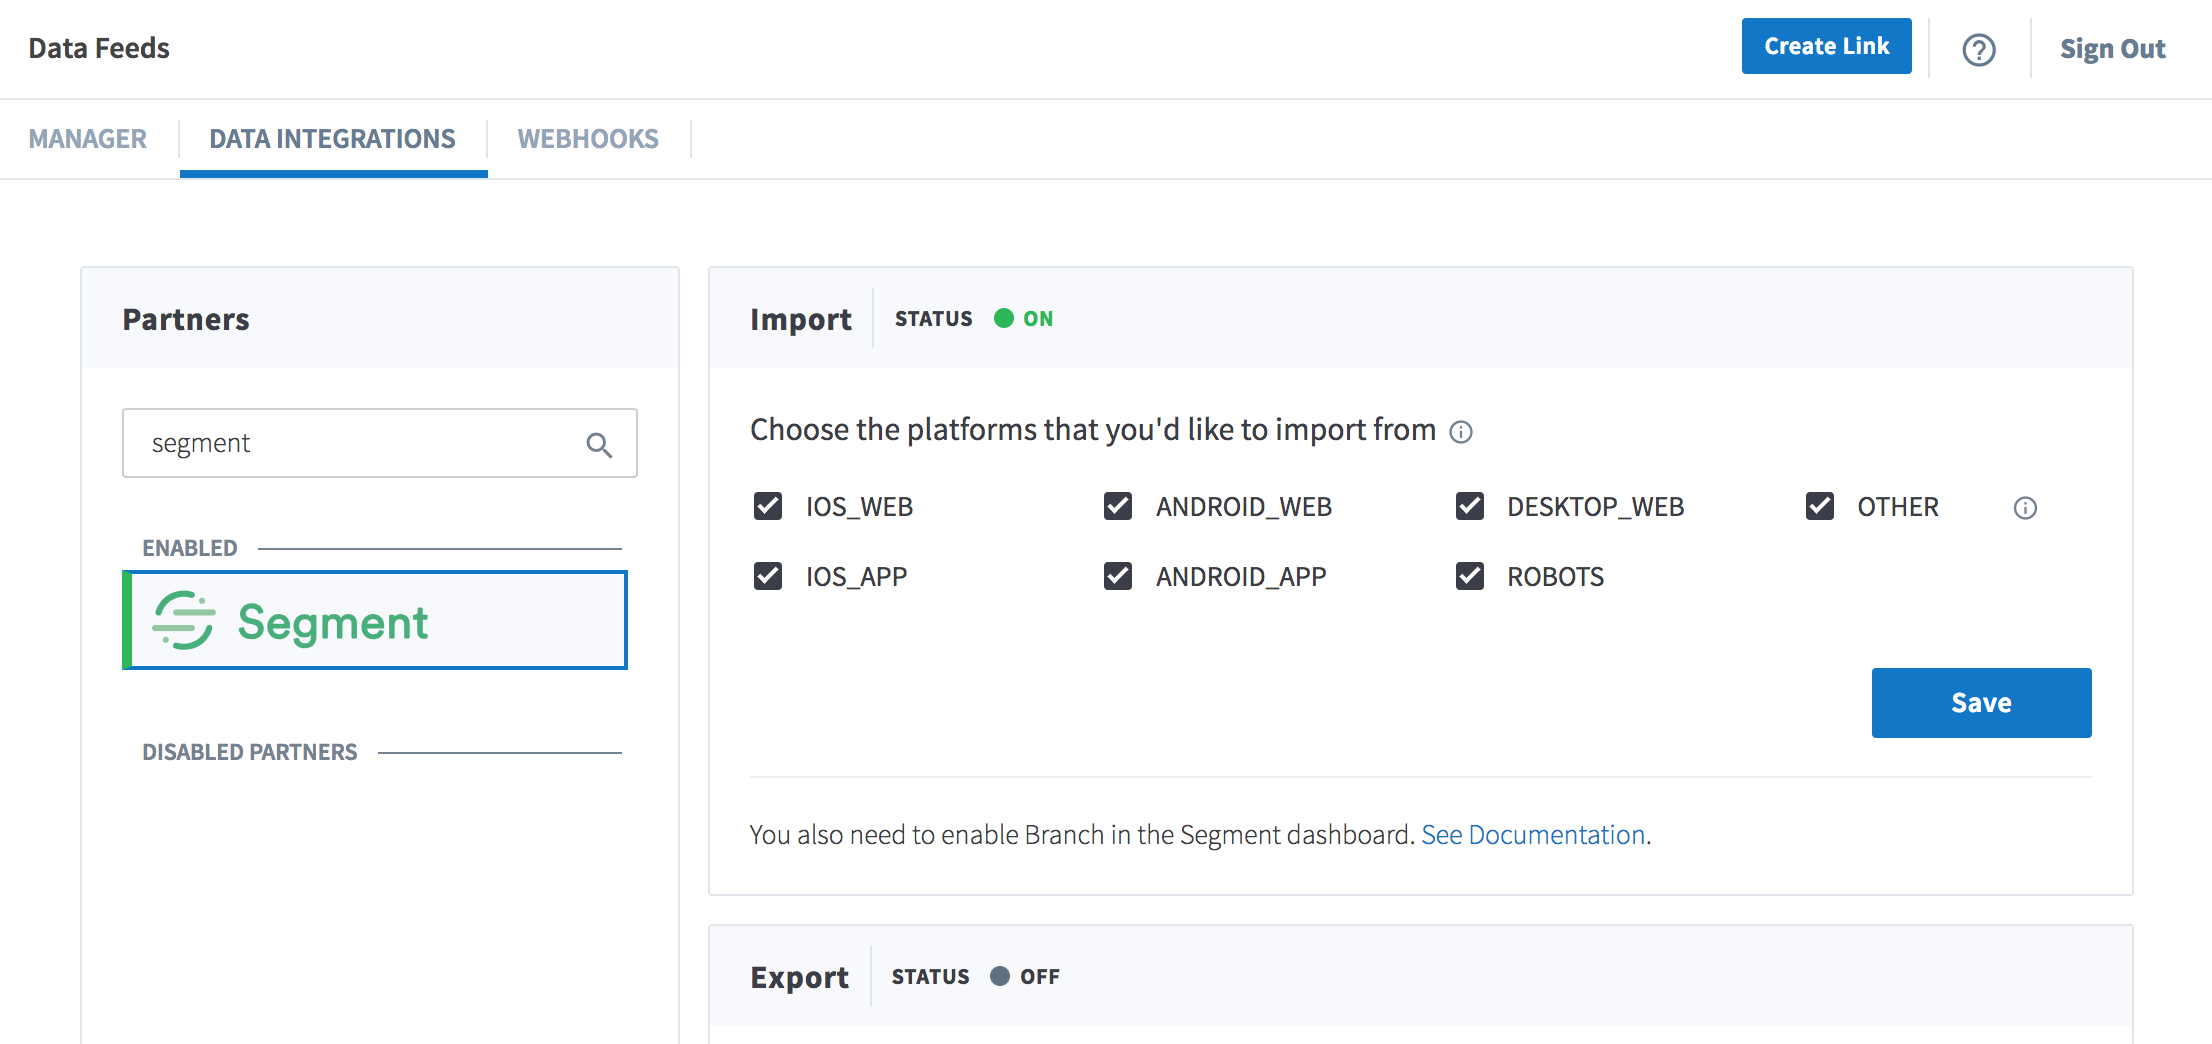 Data Feeds
Create Link
Sign Out
MANAGER
DATA INTEGRATIONS
WEBHOOKS
Partners
segment
ENABLED
Segment
DISABLED PARTNERS
Import
STATUS ON
Choose the platforms that you'd like to import from
IOS_WEB ANDROID_WEB DESKTOP_WEB OTHER
IOS_APP ANDROID_APP ROBOTS
Save
You also need to enable Branch in the Segment dashboard. See Documentation.
Export
STATUS OFF